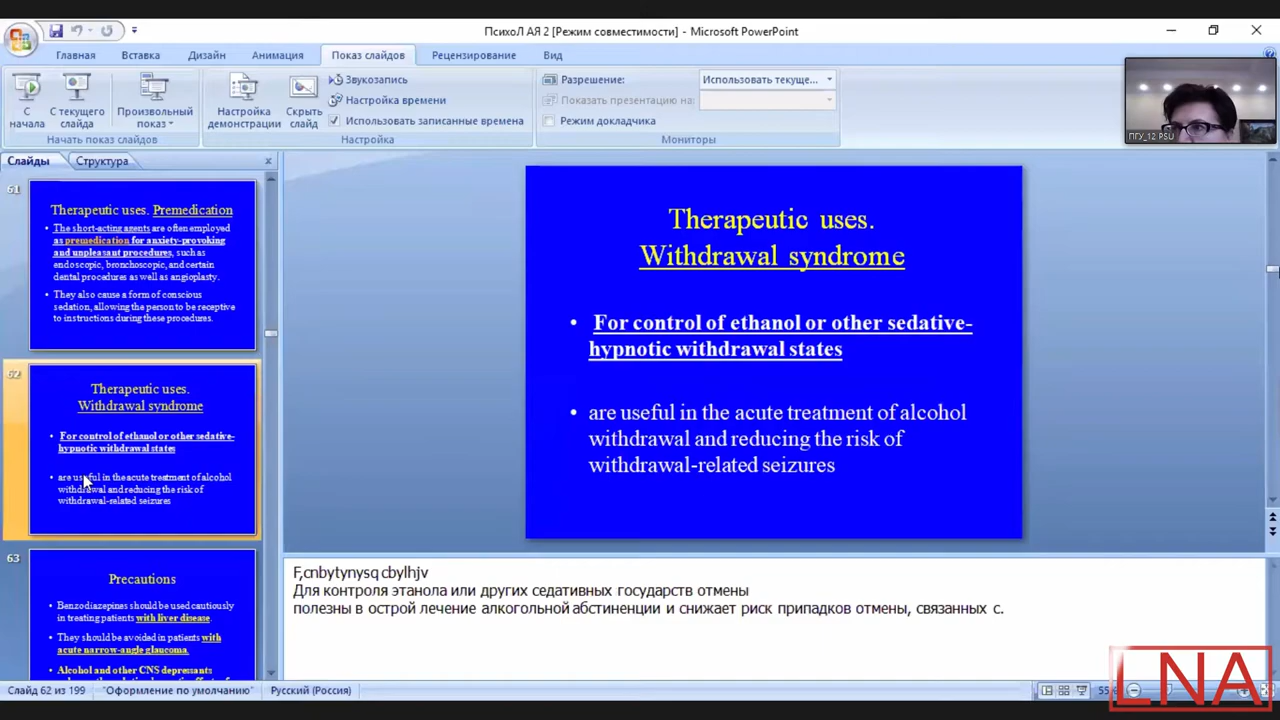 ПсихоЛ АЯ 2 [Режим совместимости] - Microsoft PowerPoint
Главная
Вставка
Дизайн
Анимация
Показ слайдов
Рецензирование
Вид
С начала
С текущего слайда
Произвольный показ
Начать показ слайдов
Настройка демонстрации
Скрыть слайд
Звукозапись
Настройка времени
Использовать записанные времена
Настройка
Разрешение:
Использовать текуще...
Показать презентацию на:
Режим докладчика
Мониторы
ПГУ_12 PSU
Слайды
Структура
61
Therapeutic uses. Premedication
• The short-acting agents are often employed
as premedication for anxiety-provoking
and unpleasant procedures, such as
endoscopic, bronchoscopic, and certain
dental procedures as well as angioplasty.
• They also cause a form of conscious
sedation, allowing the person to be receptive
to instructions during these procedures.
62
Therapeutic uses.
Withdrawal syndrome
• For control of ethanol or other sedative-
hypnotic withdrawal states
• are useful in the acute treatment of alcohol
withdrawal and reducing the risk of
withdrawal-related seizures
63
Precautions
• Benzodiazepines should be used cautiously
in treating patients with liver disease.
• They should be avoided in patients with
acute narrow-angle glaucoma.
• Alcohol and other CNS depressants
Therapeutic uses.
Withdrawal syndrome
• For control of ethanol or other sedative-
hypnotic withdrawal states
• are useful in the acute treatment of alcohol
withdrawal and reducing the risk of
withdrawal-related seizures
F,cnbytynysq cbylhjv
Для контроля этанола или других седативных государств отмены
полезны в острой лечение алкогольной абстиненции и снижает риск припадков отмены, связанных с.
Слайд 62 из 199
"Оформление по умолчанию"
Русский (Россия)
LNA